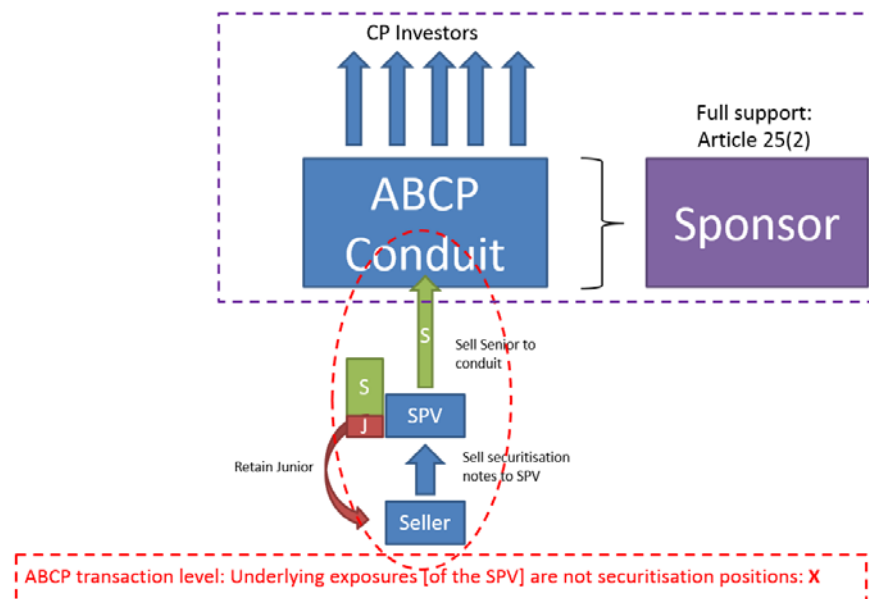 CP Investors
Full support:
Article 25(2)
ABCP
Conduit
Sponsor
S
Sell Senior to
conduit
S
J
SPV
Retain Junior
Sell securitisation
notes to SPV
Seller
ABCP transaction level: Underlying exposures [of the SPV] are not securitisation positions: X